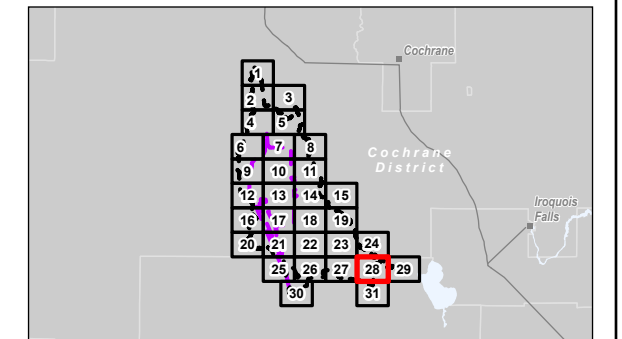 Cochrane
1
2 3
4 5
6 7 8
Cochrane
District
9 10 11
12 13 14 15
Iroquois
Falls
16 17 18 19
20 21 22 23 24
25 26 27 28 29
30 31